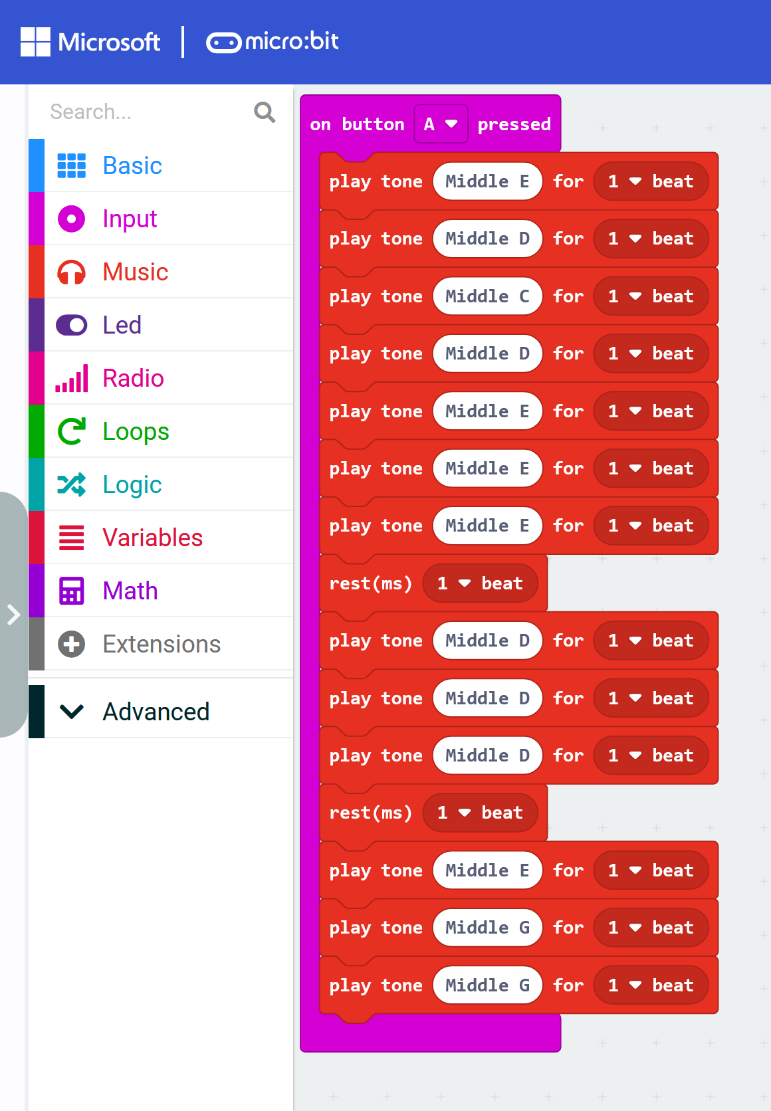 Microsoft | micro:bit
Search...
Basic
Input
Music
Led
Radio
Loops
Logic
Variables
Math
Extensions
Advanced
on button A pressed
play tone Middle E for 1 beat
play tone Middle D for 1 beat
play tone Middle C for 1 beat
play tone Middle D for 1 beat
play tone Middle E for 1 beat
play tone Middle E for 1 beat
play tone Middle E for 1 beat
rest(ms) 1 beat
play tone Middle D for 1 beat
play tone Middle D for 1 beat
play tone Middle D for 1 beat
rest(ms) 1 beat
play tone Middle E for 1 beat
play tone Middle G for 1 beat
play tone Middle G for 1 beat